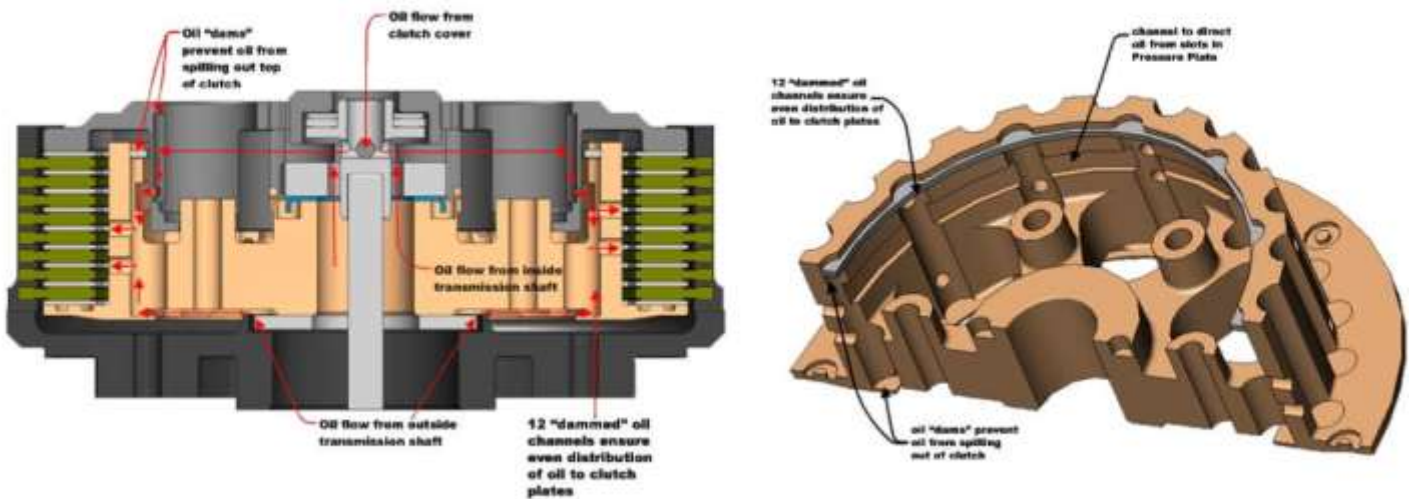 Oil flow from
clutch cover
Oil "dams"
prevent oil from
spilling out top
of clutch
Oil flow from inside
transmission shaft
Oil flow from outside
transmission shaft
12 "dammed" oil
channels ensure
even distribution
of oil to clutch
plates
channel to direct
oil from slots in
Pressure Plate
12 "dammed" oil
channels ensure
even distribution of
oil to clutch plates
oil "dams" prevent
oil from spilling
out of clutch